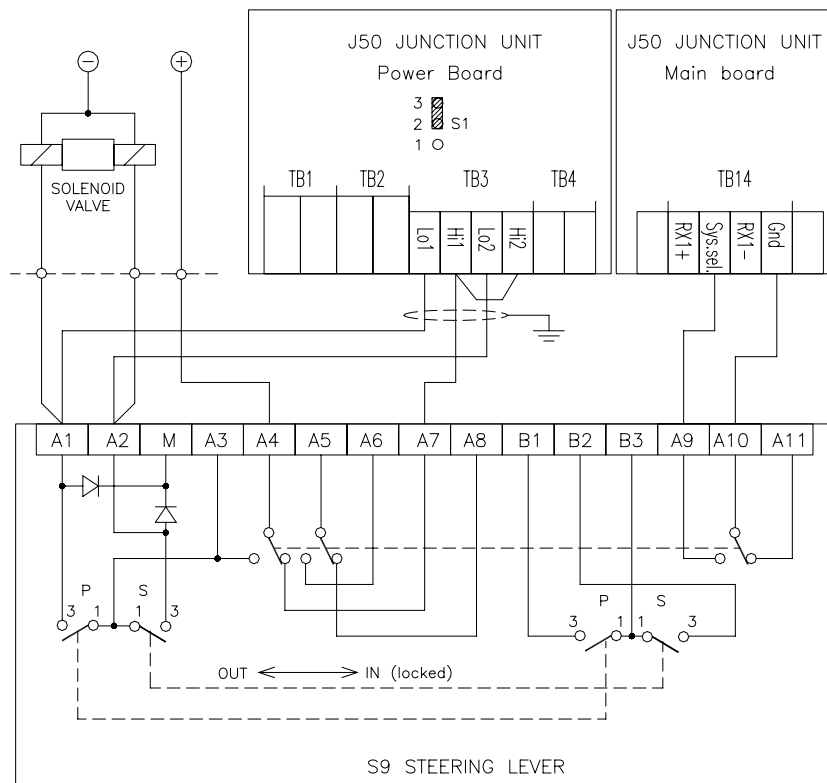 J50 JUNCTION UNIT
Power Board
3
2 S1
1
TB1 TB2 TB3 TB4
Lo1 Hi1 Lo2 Hi2
J50 JUNCTION UNIT
Main board
TB14
RX1+ Sys.sel. RX1- Gnd
- +
SOLENOID
VALVE
A1 A2 M A3 A4 A5 A6 A7 A8 B1 B2 B3 A9 A10 A11
P S
3 1 1 3
P S
3 1 1 3
OUT IN (locked)
S9 STEERING LEVER